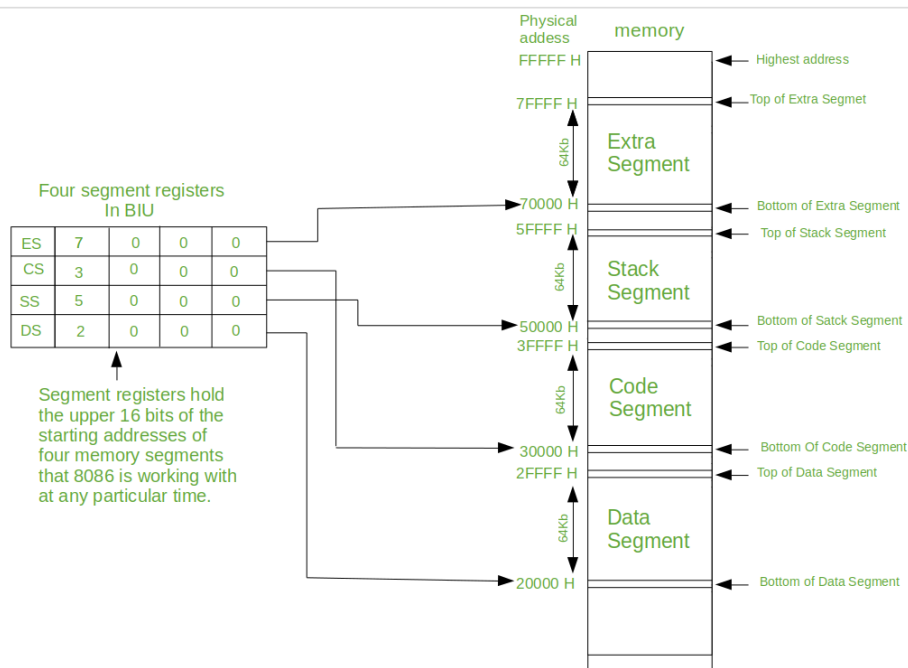 Physical
addess
memory
FFFFF H
Highest address
7FFFF H
Top of Extra Segmet
64Kb
Extra
Segment
70000 H
Bottom of Extra Segment
5FFFF H
Top of Stack Segment
64Kb
Stack
Segment
50000 H
Bottom of Satck Segment
3FFFF H
Top of Code Segment
64Kb
Code
Segment
30000 H
Bottom Of Code Segment
2FFFF H
Top of Data Segment
64Kb
Data
Segment
20000 H
Bottom of Data Segment
Four segment registers
In BIU
ES 7 0 0 0
CS 3 0 0 0
SS 5 0 0 0
DS 2 0 0 0
Segment registers hold
the upper 16 bits of the
starting addresses of
four memory segments
that 8086 is working with
at any particular time.